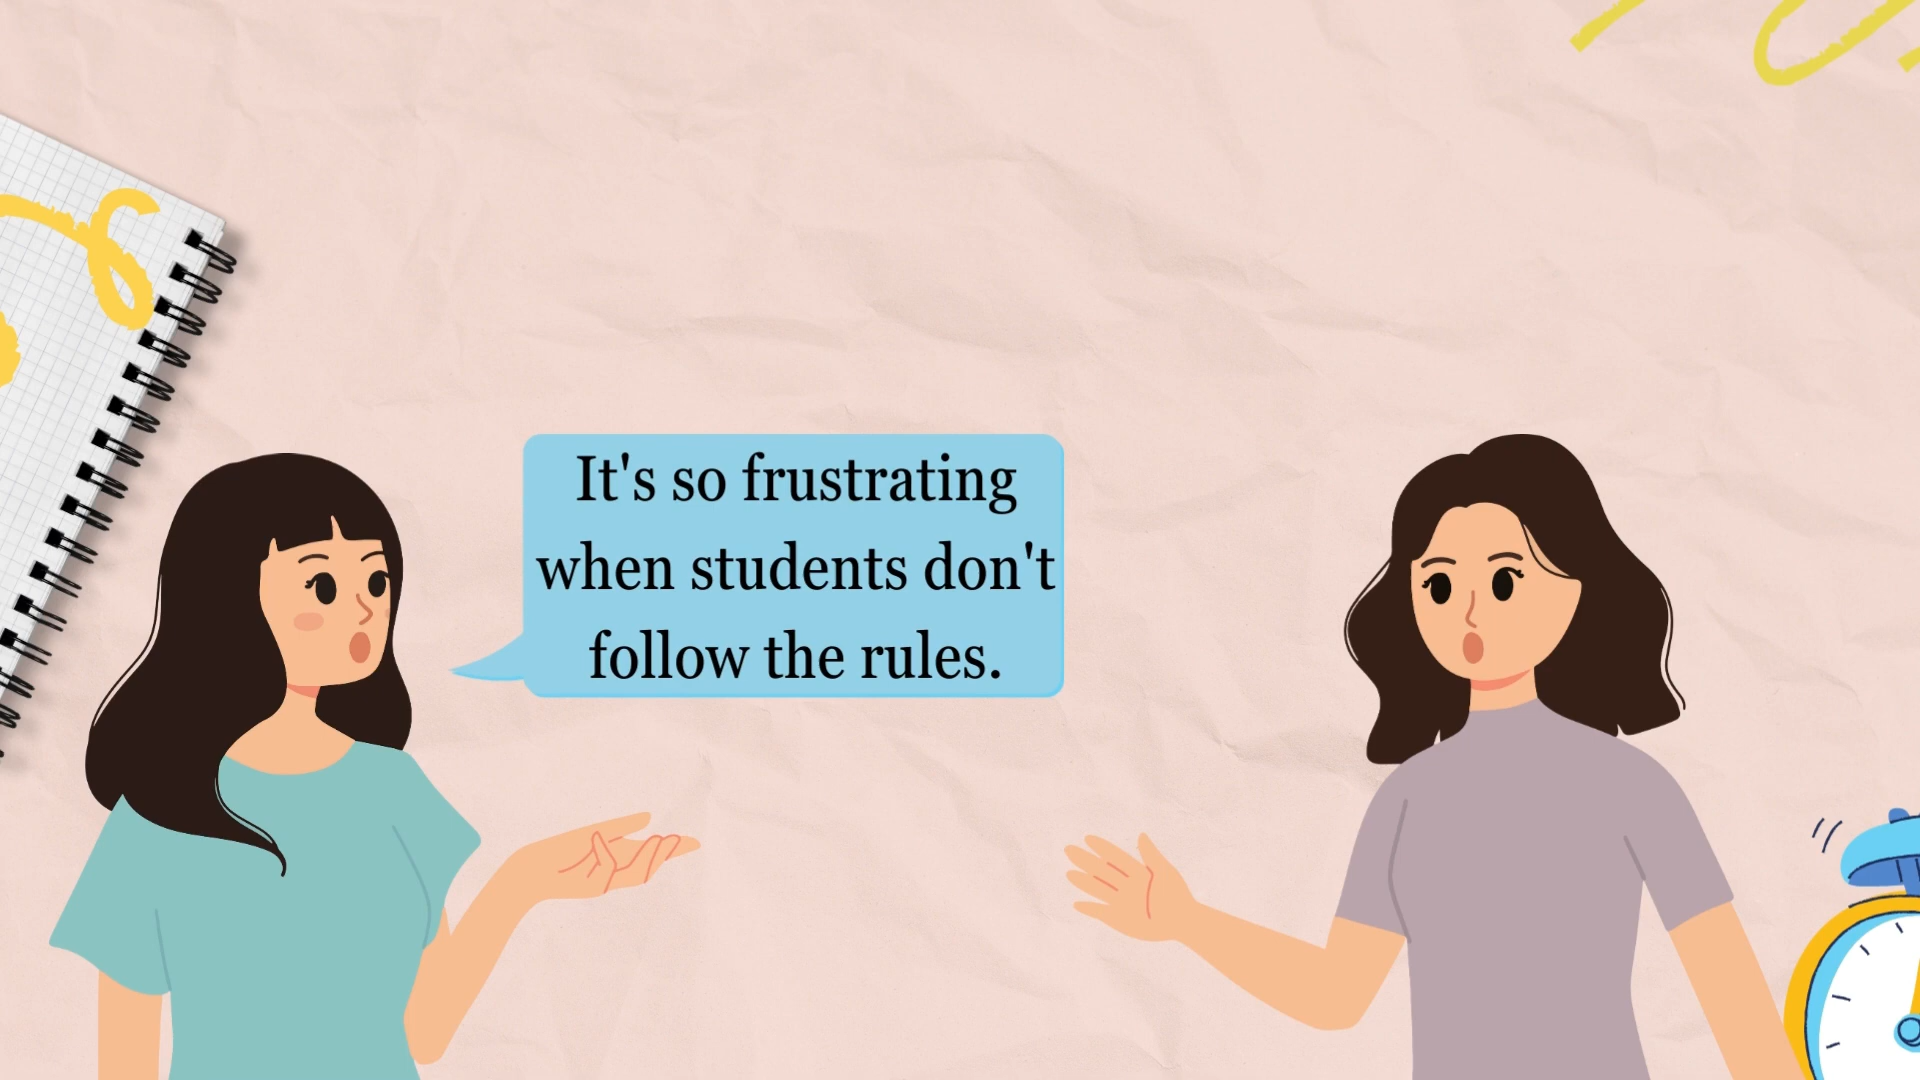 It's so frustrating
when students don't
follow the rules.